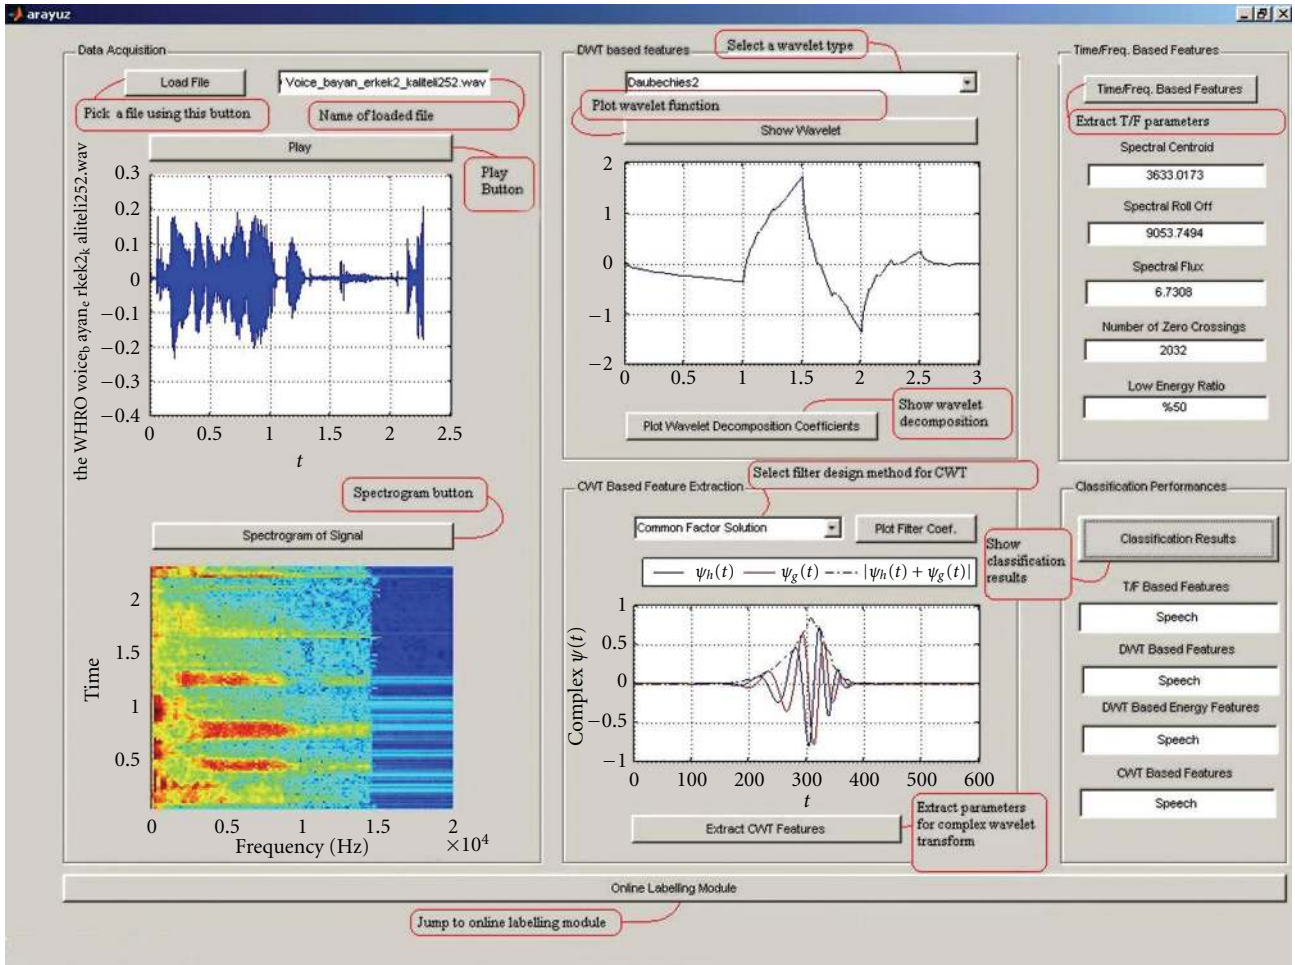 arayuz
Data Acquisition
Load File
Voice_bayan_erkek2_kaliteli252.wav
Pick a file using this button
Name of loaded file
Play
Play
Button
the WHRO voice_b ayan_e rkek2_k aliteli252.wav
0.3
0.2
0.1
0
−0.1
−0.2
−0.3
−0.4
0 0.5 1 1.5 2 2.5
t
Spectrogram button
Spectrogram of Signal
Time
2
1.5
1
0.5
0 0.5 1 1.5 2
×10⁴
Frequency (Hz)
DWT based features
Select a wavelet type
Daubechies2
Plot wavelet function
Show Wavelet
2
1
0
−1
−2
0 0.5 1 1.5 2 2.5 3
Plot Wavelet Decomposition Coefficients
Show wavelet
decomposition
CWT Based Feature Extraction
Select filter design method for CWT
Common Factor Solution
Plot Filter Coef.
ψh(t) ψg(t) |ψh(t) + ψg(t)|
Complex ψ(t)
1
0.5
0
−0.5
−1
0 100 200 300 400 500 600
t
Extract CWT Features
Extract parameters
for complex wavelet
transform
Time/Freq. Based Features
Time/Freq. Based Features
Extract T/F parameters
Spectral Centroid
3633.0173
Spectral Roll Off
9053.7494
Spectral Flux
6.7308
Number of Zero Crossings
2032
Low Energy Ratio
%50
Classification Performances
Classification Results
Show
classification
results
T/F Based Features
Speech
DWT Based Features
Speech
DWT Based Energy Features
Speech
CWT Based Features
Speech
Online Labelling Module
Jump to online labelling module